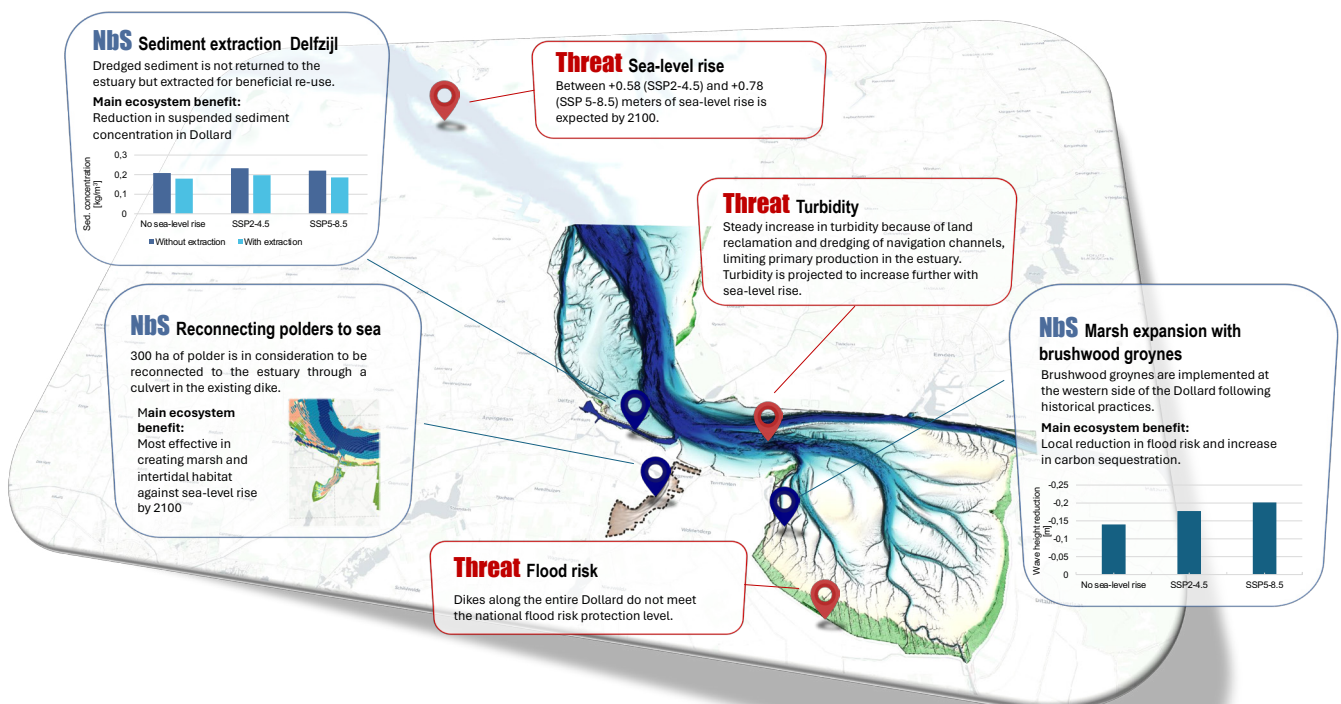 NbS Sediment extraction Delfzijl
Dredged sediment is not returned to the
estuary but extracted for beneficial re-use.
Main ecosystem benefit:
Reduction in suspended sediment
concentration in Dollard
Sed. concentration
[kg/m³]
0,3
0,2
0,1
0
No sea-level rise
SSP2-4.5
SSP5-8.5
Without extraction
With extraction
Threat Sea-level rise
Between +0.58 (SSP2-4.5) and +0.78
(SSP 5-8.5) meters of sea-level rise is
expected by 2100.
Threat Turbidity
Steady increase in turbidity because of land
reclamation and dredging of navigation channels,
limiting primary production in the estuary.
Turbidity is projected to increase further with
sea-level rise.
NbS Reconnecting polders to sea
300 ha of polder is in consideration to be
reconnected to the estuary through a
culvert in the existing dike.
Main ecosystem
benefit:
Most effective in
creating marsh and
intertidal habitat
against sea-level rise
by 2100
NbS Marsh expansion with
brushwood groynes
Brushwood groynes are implemented at
the western side of the Dollard following
historical practices.
Main ecosystem benefit:
Local reduction in flood risk and increase
in carbon sequestration.
Wave height reduction
[m]
-0,25
-0,2
-0,15
-0,1
-0,05
0
No sea-level rise
SSP2-4.5
SSP5-8.5
Threat Flood risk
Dikes along the entire Dollard do not meet
the national flood risk protection level.